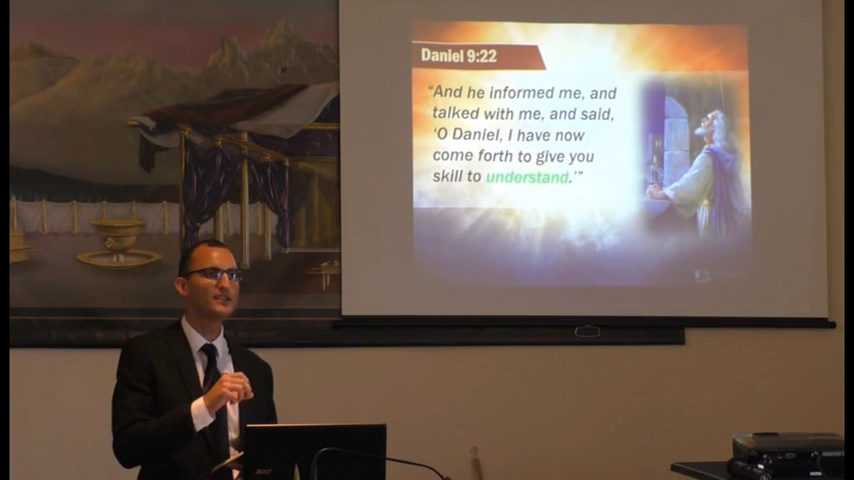 Daniel 9:22
“And he informed me, and
talked with me, and said,
‘O Daniel, I have now
come forth to give you
skill to understand.’”
acer